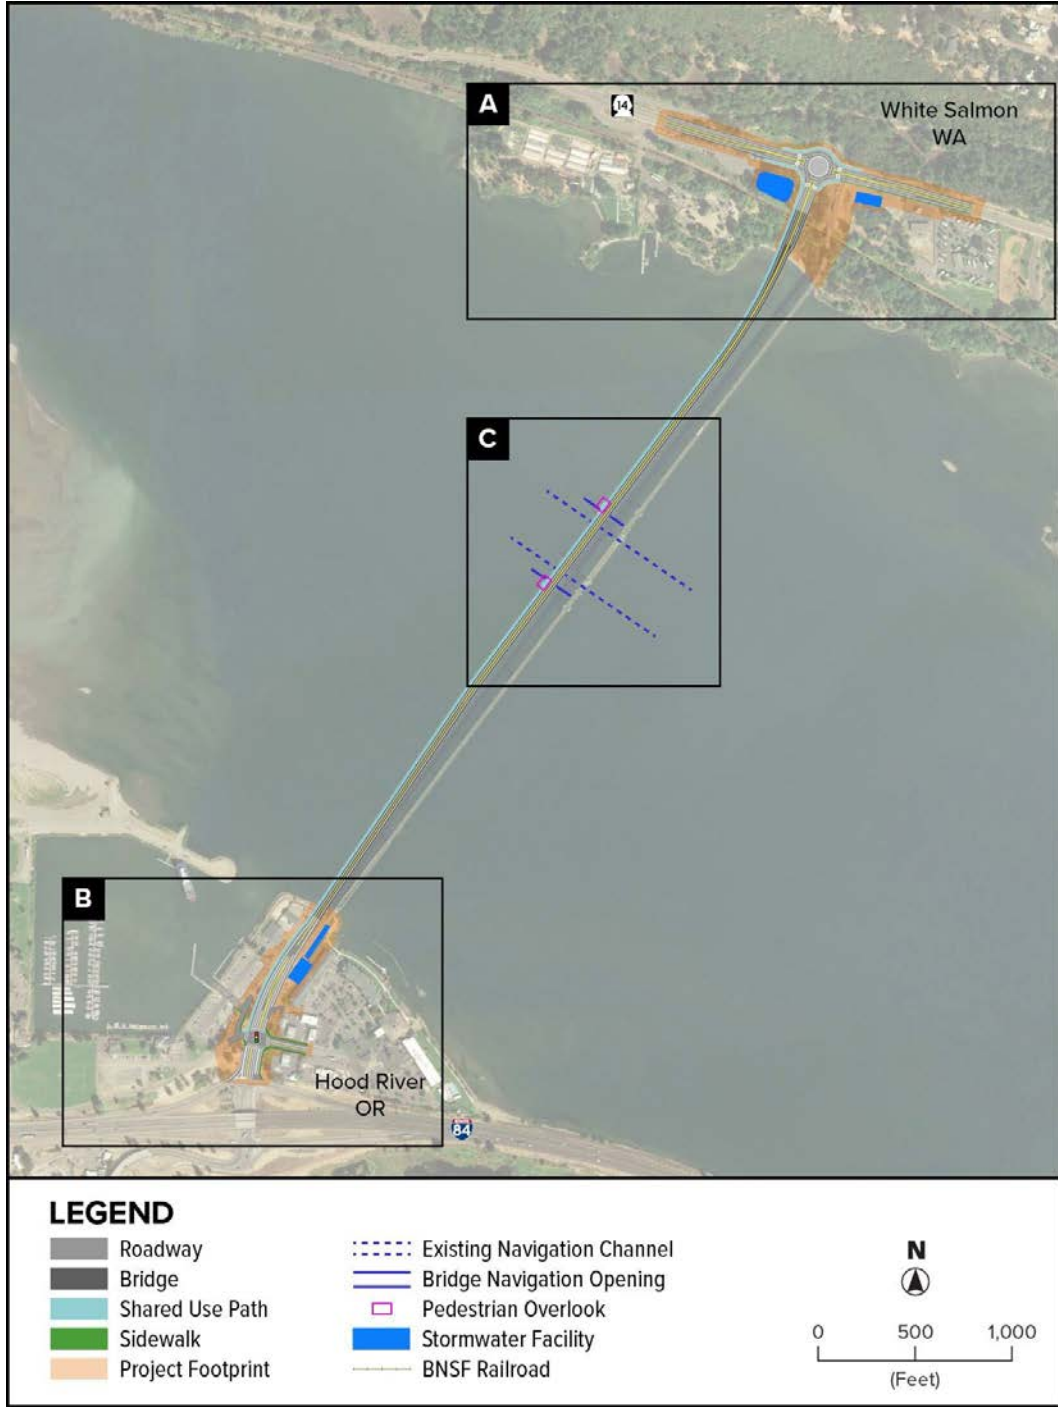 A
14
White Salmon
WA
C
B
Hood River
OR
84
LEGEND
Roadway
Bridge
Shared Use Path
Sidewalk
Project Footprint
Existing Navigation Channel
Bridge Navigation Opening
Pedestrian Overlook
Stormwater Facility
BNSF Railroad
N
0 500 1,000
(Feet)